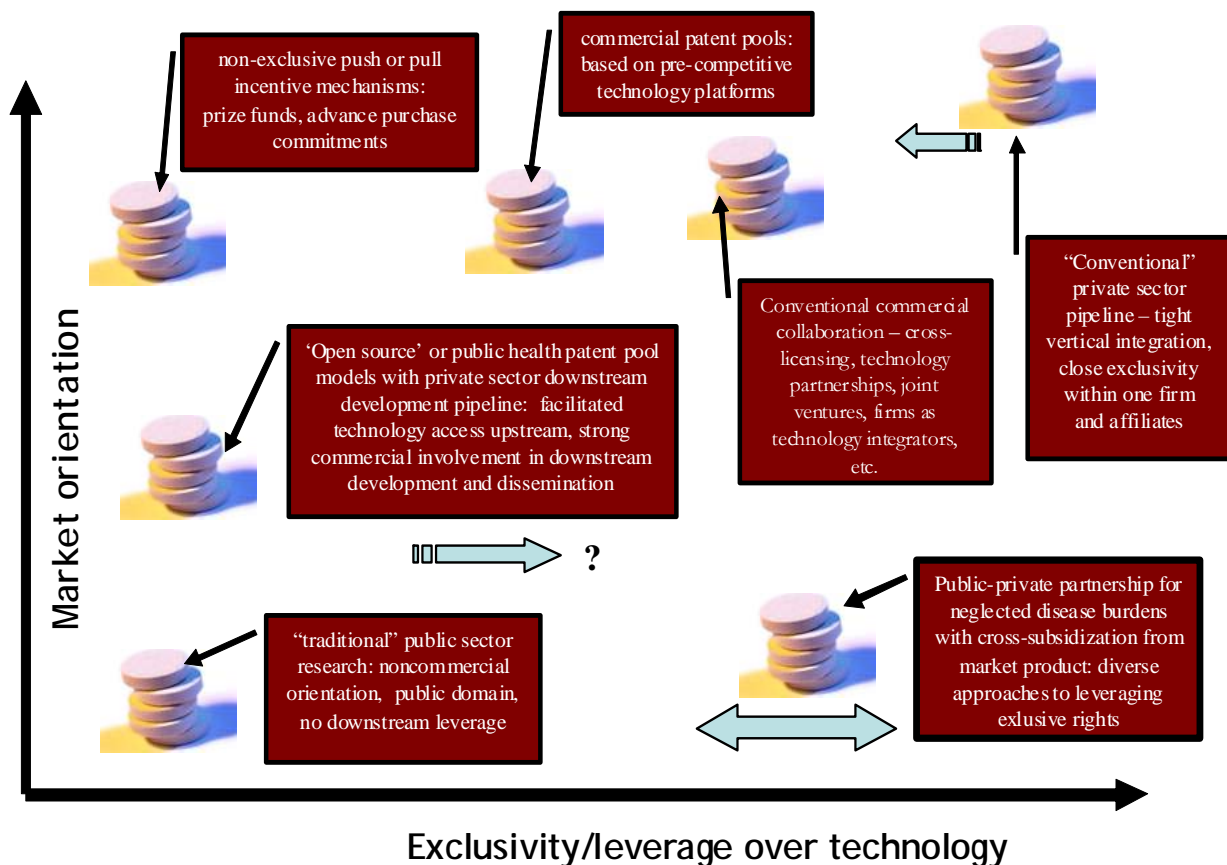 non-exclusive push or pull
incentive mechanisms:
prize funds, advance purchase
commitments
commercial patent pools:
based on pre-competitive
technology platforms
“Conventional”
private sector
pipeline – tight
vertical integration,
close exclusivity
within one firm
and affiliates
Conventional commercial
collaboration – cross-
licensing, technology
partnerships, joint
ventures, firms as
technology integrators,
etc.
‘Open source’ or public health patent pool
models with private sector downstream
development pipeline: facilitated
technology access upstream, strong
commercial involvement in downstream
development and dissemination
?
“traditional” public sector
research: noncommercial
orientation, public domain,
no downstream leverage
Public-private partnership for
neglected disease burdens
with cross-subsidization from
market product: diverse
approaches to leveraging
exlusive rights
Market orientation
Exclusivity/leverage over technology